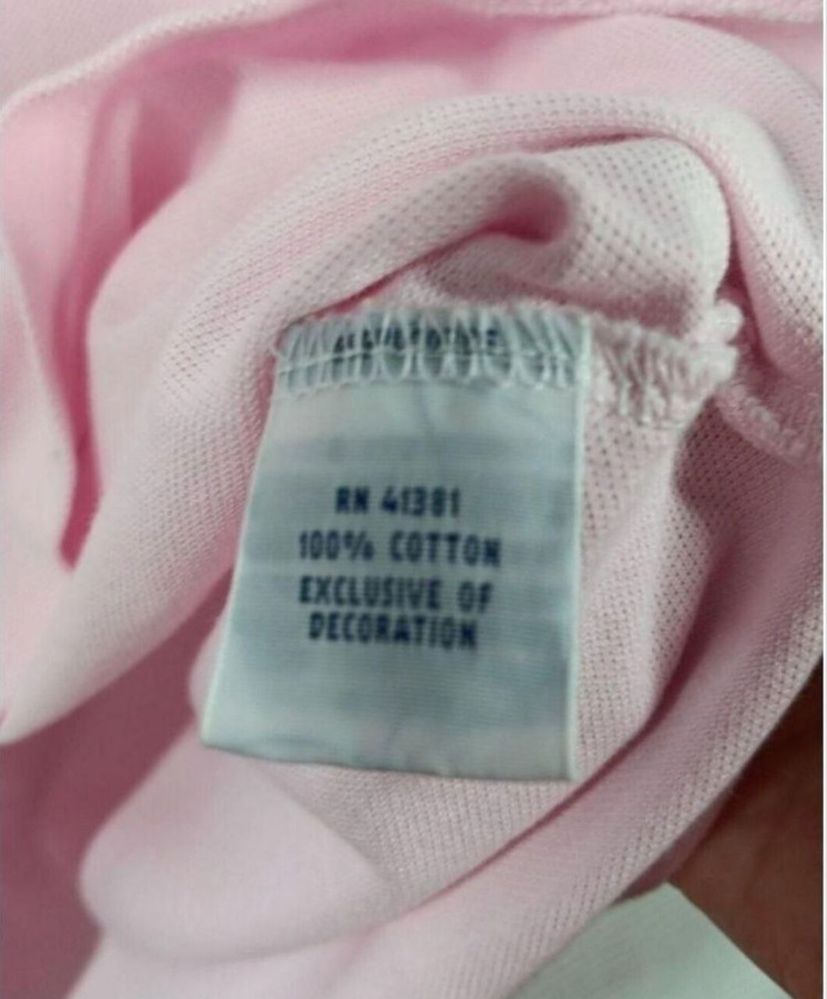 RN 41381
100% COTTON
EXCLUSIVE OF
DECORATION